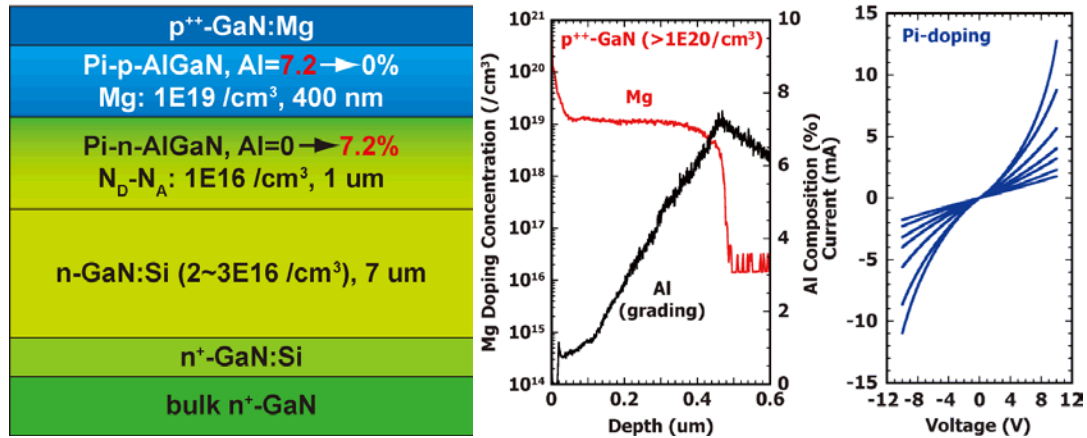 p⁺⁺-GaN:Mg
Pi-p-AlGaN, Al=7.2→0%
Mg: 1E19 /cm³, 400 nm
Pi-n-AlGaN, Al=0→7.2%
N_D-N_A: 1E16 /cm³, 1 um
n-GaN:Si (2~3E16 /cm³), 7 um
n⁺-GaN:Si
bulk n⁺-GaN
Mg Doping Concentration (/cm³)
10²¹
10²⁰
10¹⁹
10¹⁸
10¹⁷
10¹⁶
10¹⁵
10¹⁴
p⁺⁺-GaN (>1E20/cm³)
Mg
Al
(grading)
0 0.2 0.4 0.6
Depth (um)
10
8
6
4
2
0
Al Composition (%)
Current (mA)
15
10
5
0
-5
-10
-15
Pi-doping
-12 -8 -4 0 4 8 12
Voltage (V)